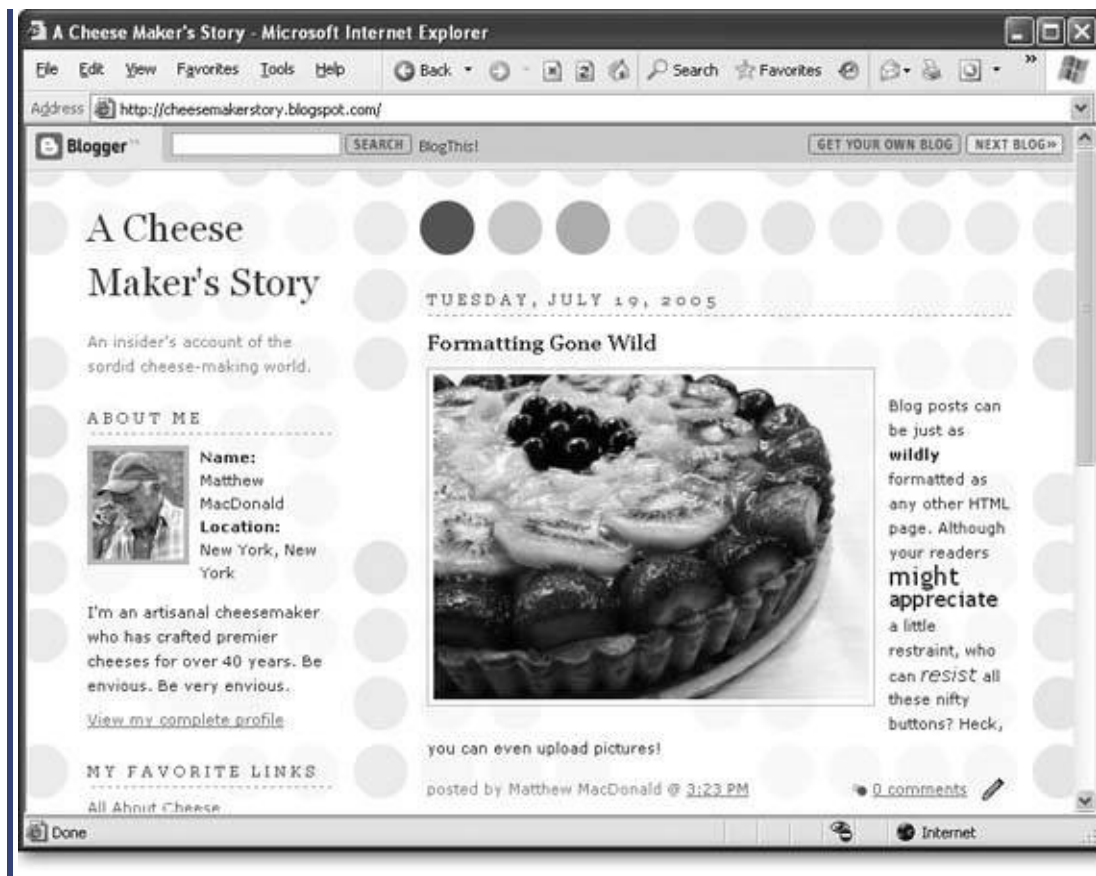 A Cheese Maker's Story - Microsoft Internet Explorer
File Edit View Favorites Tools Help Back Search Favorites »
Address http://cheesemakerstory.blogspot.com/
Blogger SEARCH BlogThis! GET YOUR OWN BLOG NEXT BLOG»
A Cheese
Maker's Story
An insider's account of the
sordid cheese-making world.
ABOUT ME
Name:
Matthew
MacDonald
Location:
New York, New
York
I'm an artisanal cheesemaker
who has crafted premier
cheeses for over 40 years. Be
envious. Be very envious.
View my complete profile
MY FAVORITE LINKS
All About Cheese
TUESDAY, JULY 19, 2005
Formatting Gone Wild
Blog posts can
be just as
wildly
formatted as
any other HTML
page. Although
your readers
might
appreciate
a little
restraint, who
can resist all
these nifty
buttons? Heck,
you can even upload pictures!
posted by Matthew MacDonald @ 3:23 PM 0 comments
Done Internet